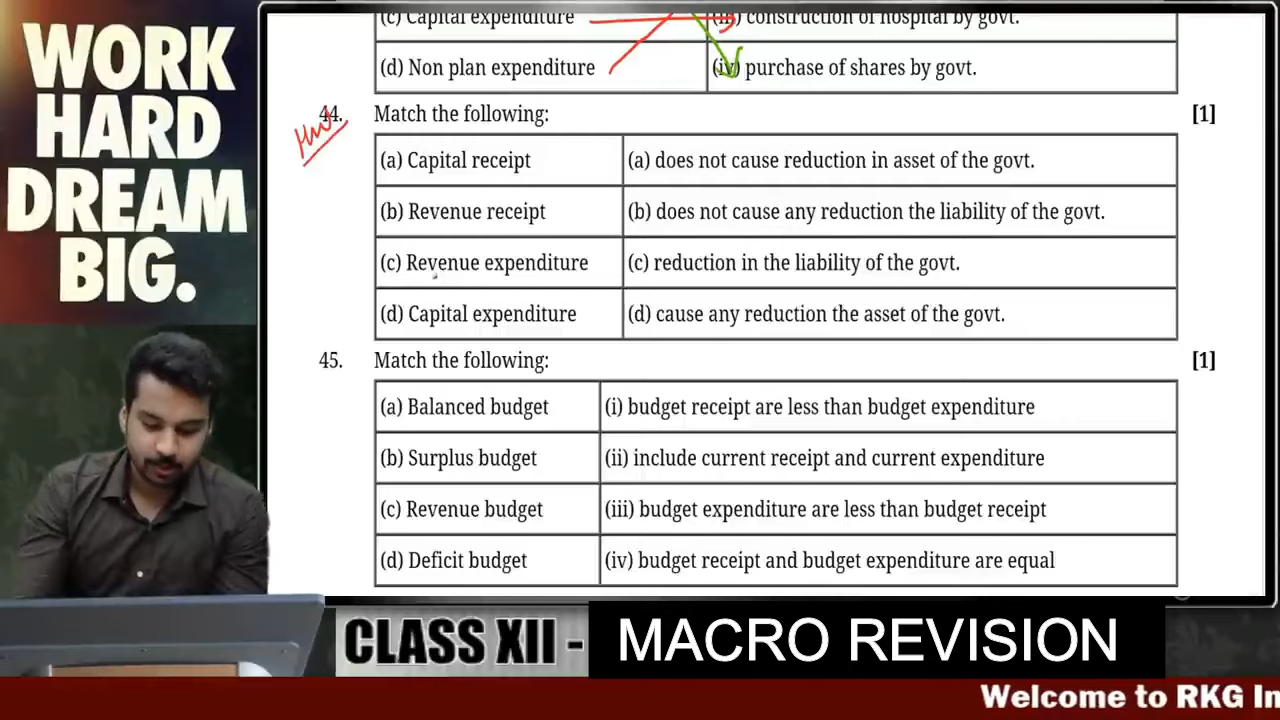 WORK
HARD
DREAM
BIG.
(c) Capital expenditure (iii) construction of hospital by govt.
(d) Non plan expenditure (iv) purchase of shares by govt.
44. Match the following: [1]
HW
(a) Capital receipt (a) does not cause reduction in asset of the govt.
(b) Revenue receipt (b) does not cause any reduction the liability of the govt.
(c) Revenue expenditure (c) reduction in the liability of the govt.
(d) Capital expenditure (d) cause any reduction the asset of the govt.
45. Match the following: [1]
(a) Balanced budget (i) budget receipt are less than budget expenditure
(b) Surplus budget (ii) include current receipt and current expenditure
(c) Revenue budget (iii) budget expenditure are less than budget receipt
(d) Deficit budget (iv) budget receipt and budget expenditure are equal
CLASS XII - MACRO REVISION
Welcome to RKG In